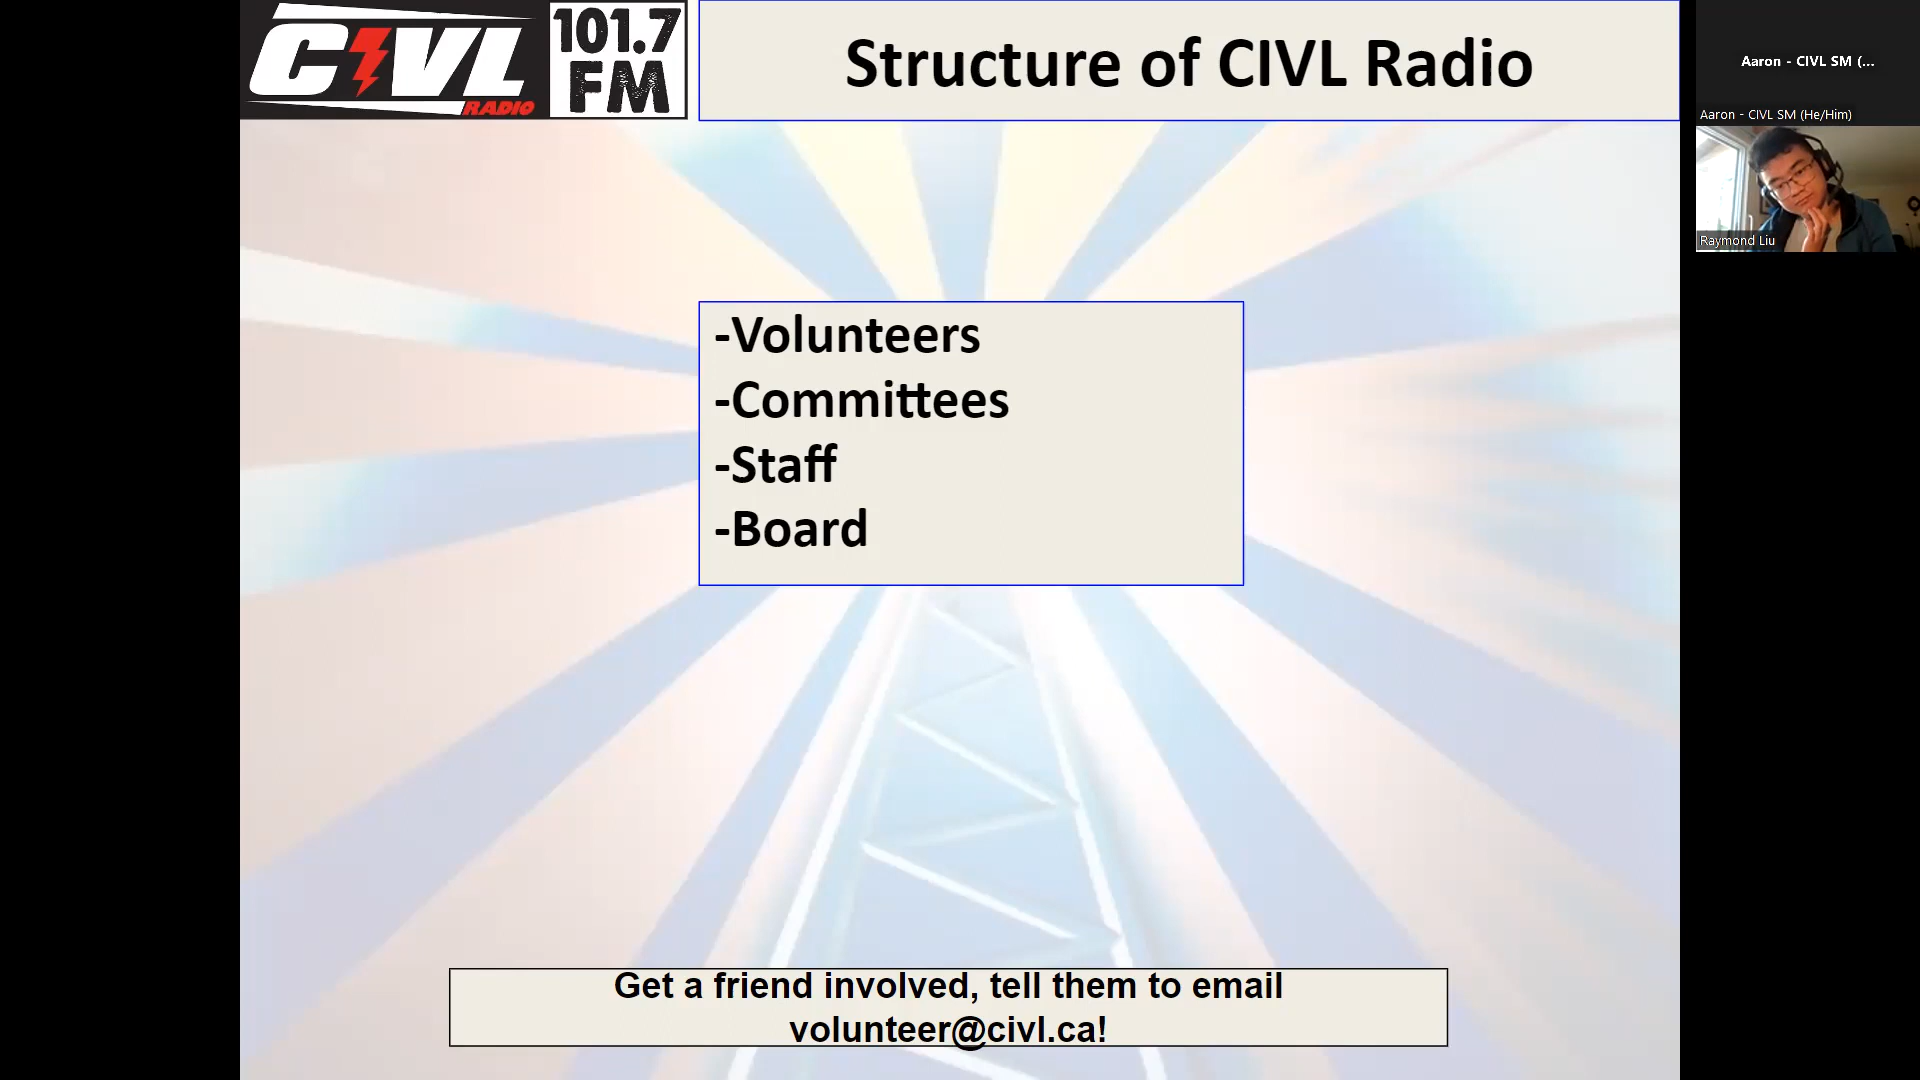 CIVL
RADIO
101.7
FM
Structure of CIVL Radio
-Volunteers
-Committees
-Staff
-Board
Get a friend involved, tell them to email
volunteer@civl.ca!
Aaron - CIVL SM (...
Aaron - CIVL SM (He/Him)
Raymond Liu